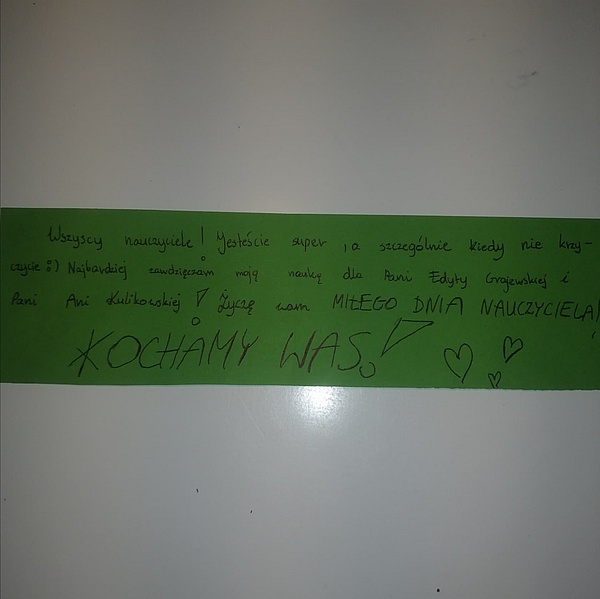 Wszyscy nauczyciele! Jesteście super, a szczególnie kiedy nie krzy-
czycie :) Najbardziej zawdzięczam moją naukę dla Pani Edyty Grajewskiej i
Pani Ani Kulikowskiej! Życzę wam MIŁEGO DNIA NAUCZYCIELA!
KOCHAMY WAS!